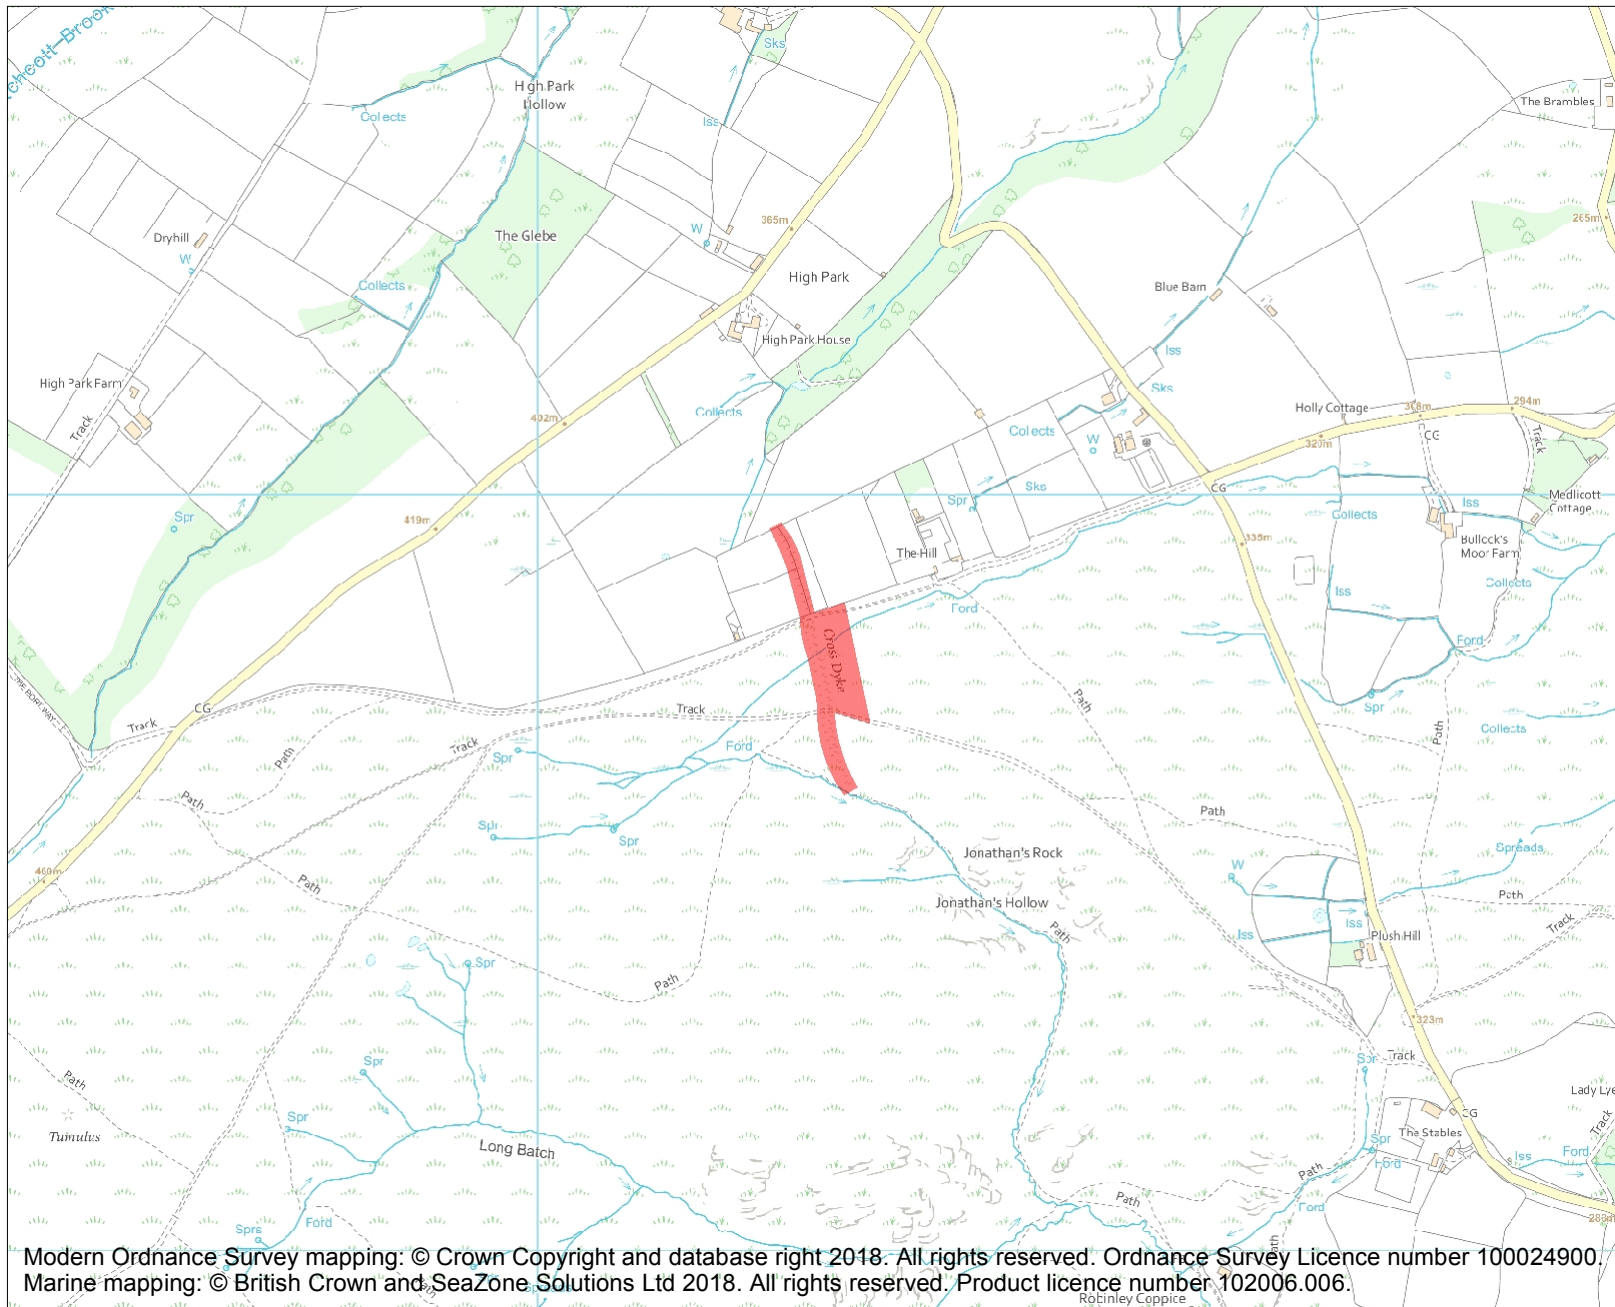 Sks
High Park
Hollow
Collects
Iss
The Brambles
365m
265m
W
Dryhill
The Glebe
W
High Park
Collects
Blue Barn
High Park House
Iss
High Park Farm
Sks
Collects
Holly Cottage
308m
294m
402m
Track
Collects
W
320m
CG
Track
Spr
Sks
CG
Medlicott
Cottage
Spr
419m
Collects
Iss
The Hill
338m
Bullock's
Moor Farm
Collects
Iss
Ford
Ford
Cross Dyke
Path
CG
Track
Track
Spr
Path
Collects
Track
Ford
Path
Spr
Path
Path
Spr
Spr
Jonathan's Rock
Spreads
W
460m
Path
Path
Jonathan's Hollow
Iss
Track
Path
Iss
Plush Hill
Spr
Path
323m
Spr
Track
Spr
Path
Lady Lye
Spr
CG
Track
Tumulus
Long Batch
The Stables
Spr
Ford
Iss
Ford
Path
Path
Ford
Ford
Sprs
Path
Modern Ordnance Survey mapping: © Crown Copyright and database right 2018. All rights reserved. Ordnance Survey Licence number 100024900.
Marine mapping: © British Crown and SeaZone Solutions Ltd 2018. All rights reserved. Product licence number 102006.006.
Robinley Coppice